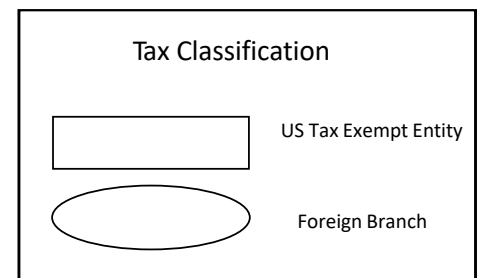 Tax Classification
US Tax Exempt Entity
Foreign Branch